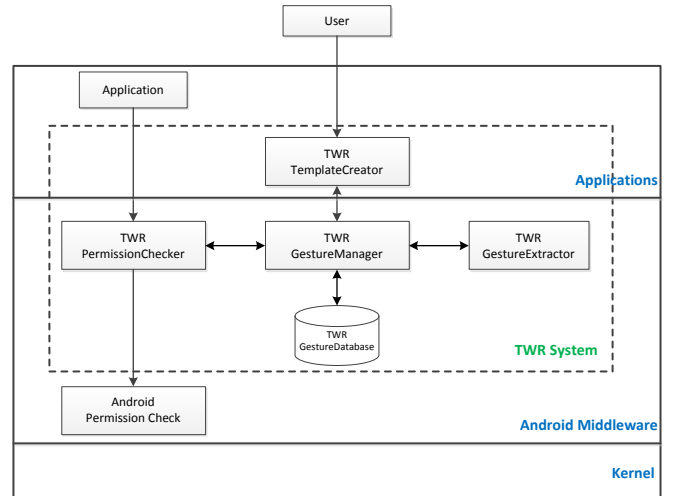 User
Application
TWR
TemplateCreator
Applications
TWR
PermissionChecker
TWR
GestureManager
TWR
GestureExtractor
TWR
GestureDatabase
TWR System
Android
Permission Check
Android Middleware
Kernel